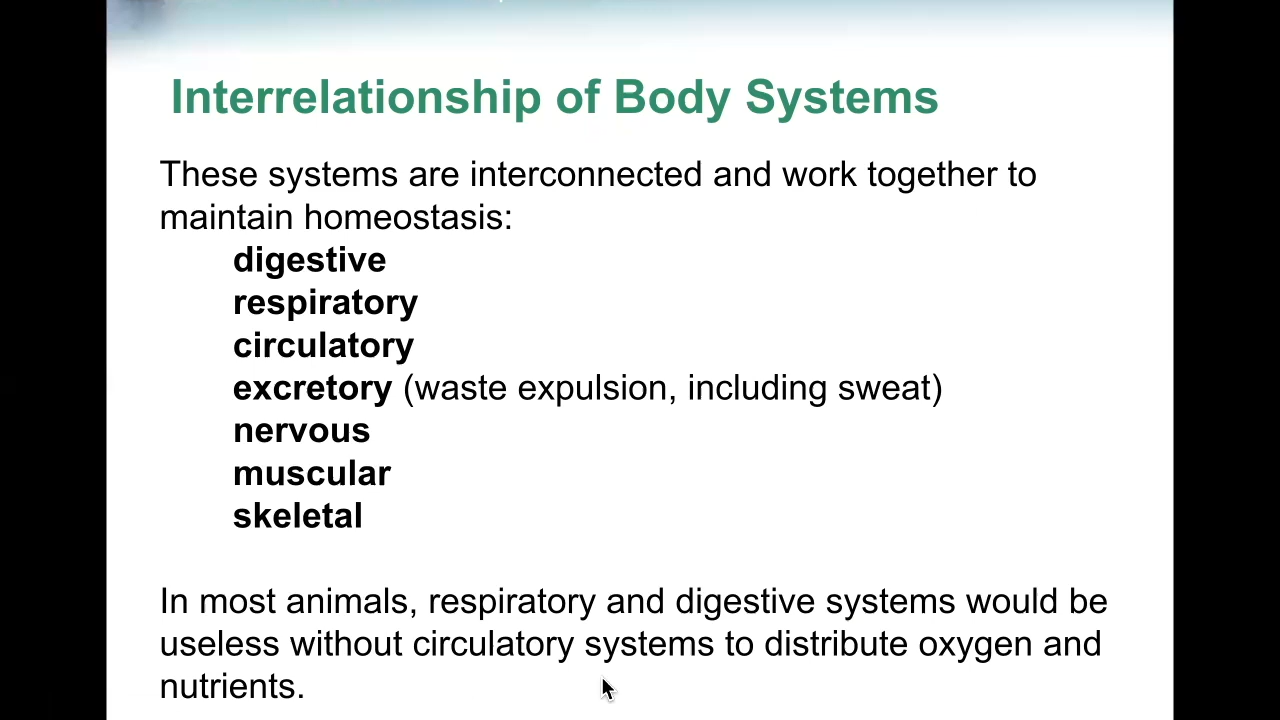 Interrelationship of Body Systems
These systems are interconnected and work together to
maintain homeostasis:
digestive
respiratory
circulatory
excretory (waste expulsion, including sweat)
nervous
muscular
skeletal
In most animals, respiratory and digestive systems would be
useless without circulatory systems to distribute oxygen and
nutrients.